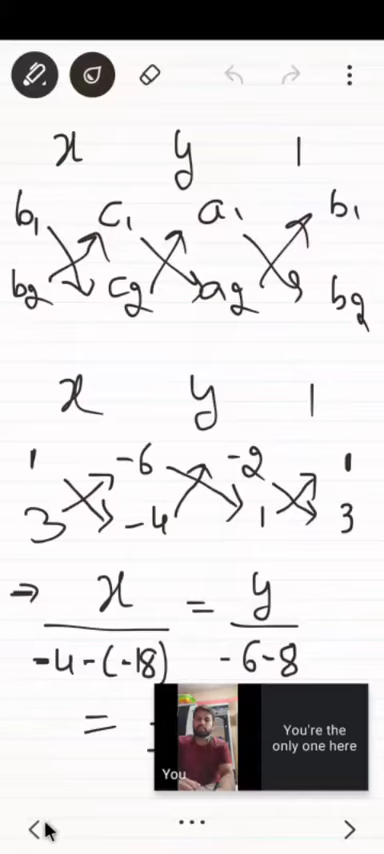 x y 1
b1 c1 a1 b1
b2 c2 a2 b2
x y 1
1 -6 -2 1
3 -4 1 3
⇒ x = y
-4-(-18) -6-8
=
You
You're the
only one here